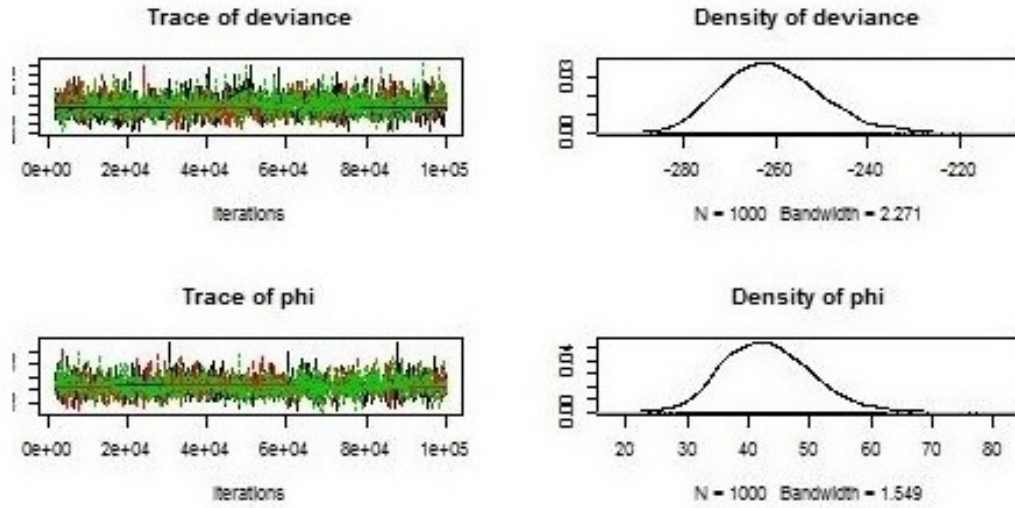 Trace of deviance
0e+00 2e+04 4e+04 6e+04 8e+04 1e+05
Iterations
Density of deviance
0.00 0.03
-280 -260 -240 -220
N = 1000 Bandwidth = 2.271
Trace of phi
0e+00 2e+04 4e+04 6e+04 8e+04 1e+05
Iterations
Density of phi
0.00 0.04
20 30 40 50 60 70 80
N = 1000 Bandwidth = 1.549